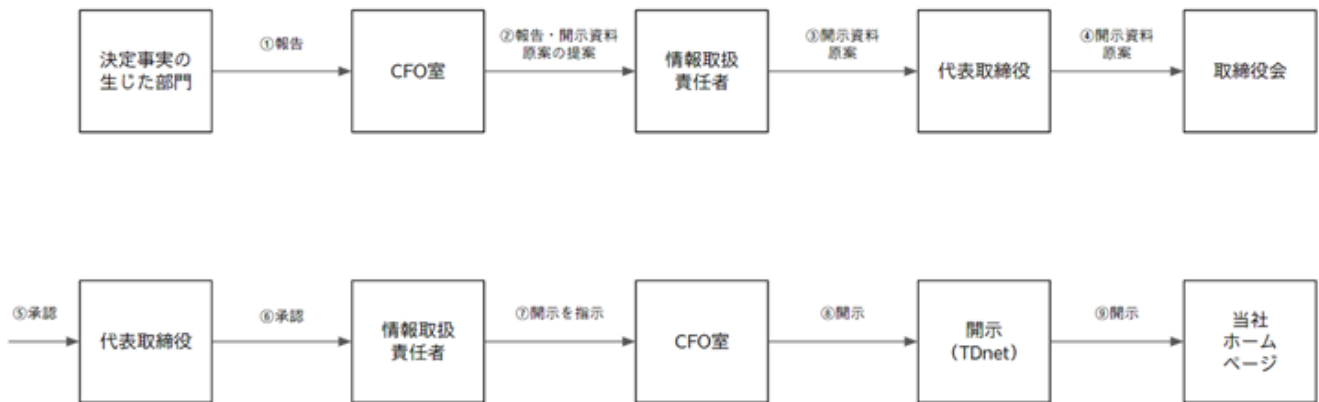 決定事実の
生じた部門
①報告
CFO室
②報告・開示資料
原案の提案
情報取扱
責任者
③開示資料
原案
代表取締役
④開示資料
原案
取締役会
⑤承認
代表取締役
⑥承認
情報取扱
責任者
⑦開示を指示
CFO室
⑧開示
開示
（TDnet）
⑨開示
当社
ホーム
ページ